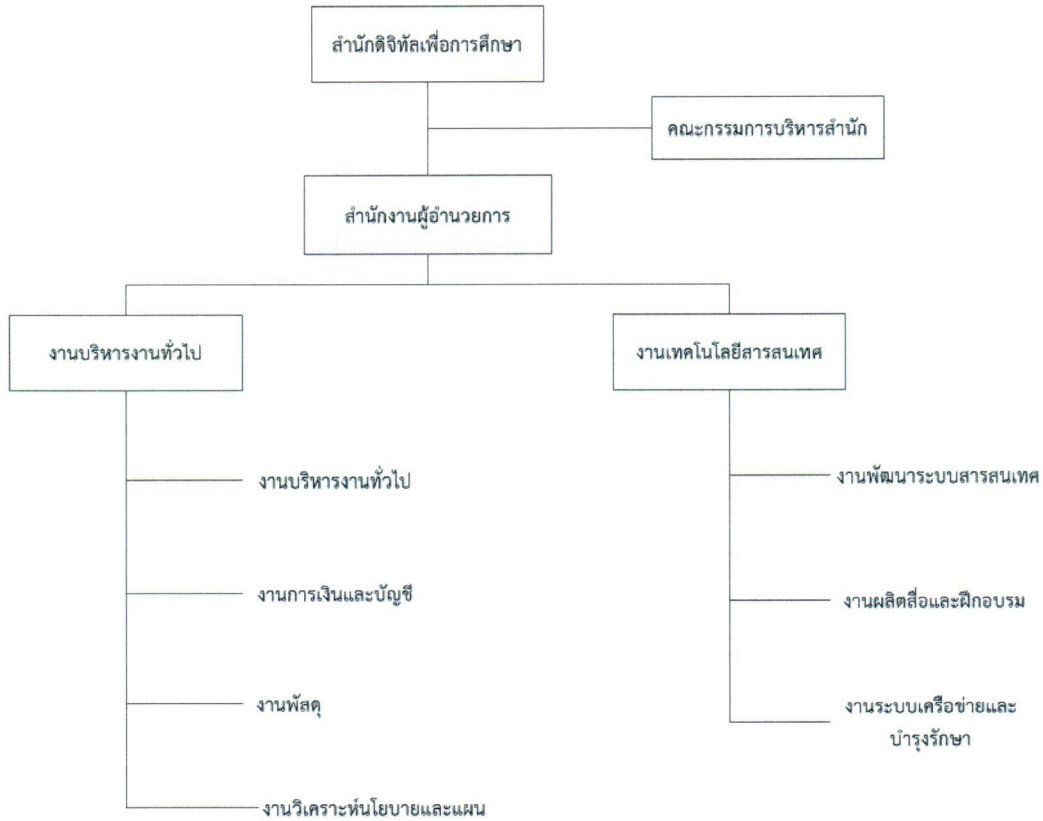 สำนักดิจิทัลเพื่อการศึกษา
คณะกรรมการบริหารสำนัก
สำนักงานผู้อำนวยการ
งานบริหารงานทั่วไป
งานเทคโนโลยีสารสนเทศ
งานบริหารงานทั่วไป
งานพัฒนาระบบสารสนเทศ
งานการเงินและบัญชี
งานผลิตสื่อและฝึกอบรม
งานพัสดุ
งานระบบเครือข่ายและ
บำรุงรักษา
งานวิเคราะห์นโยบายและแผน